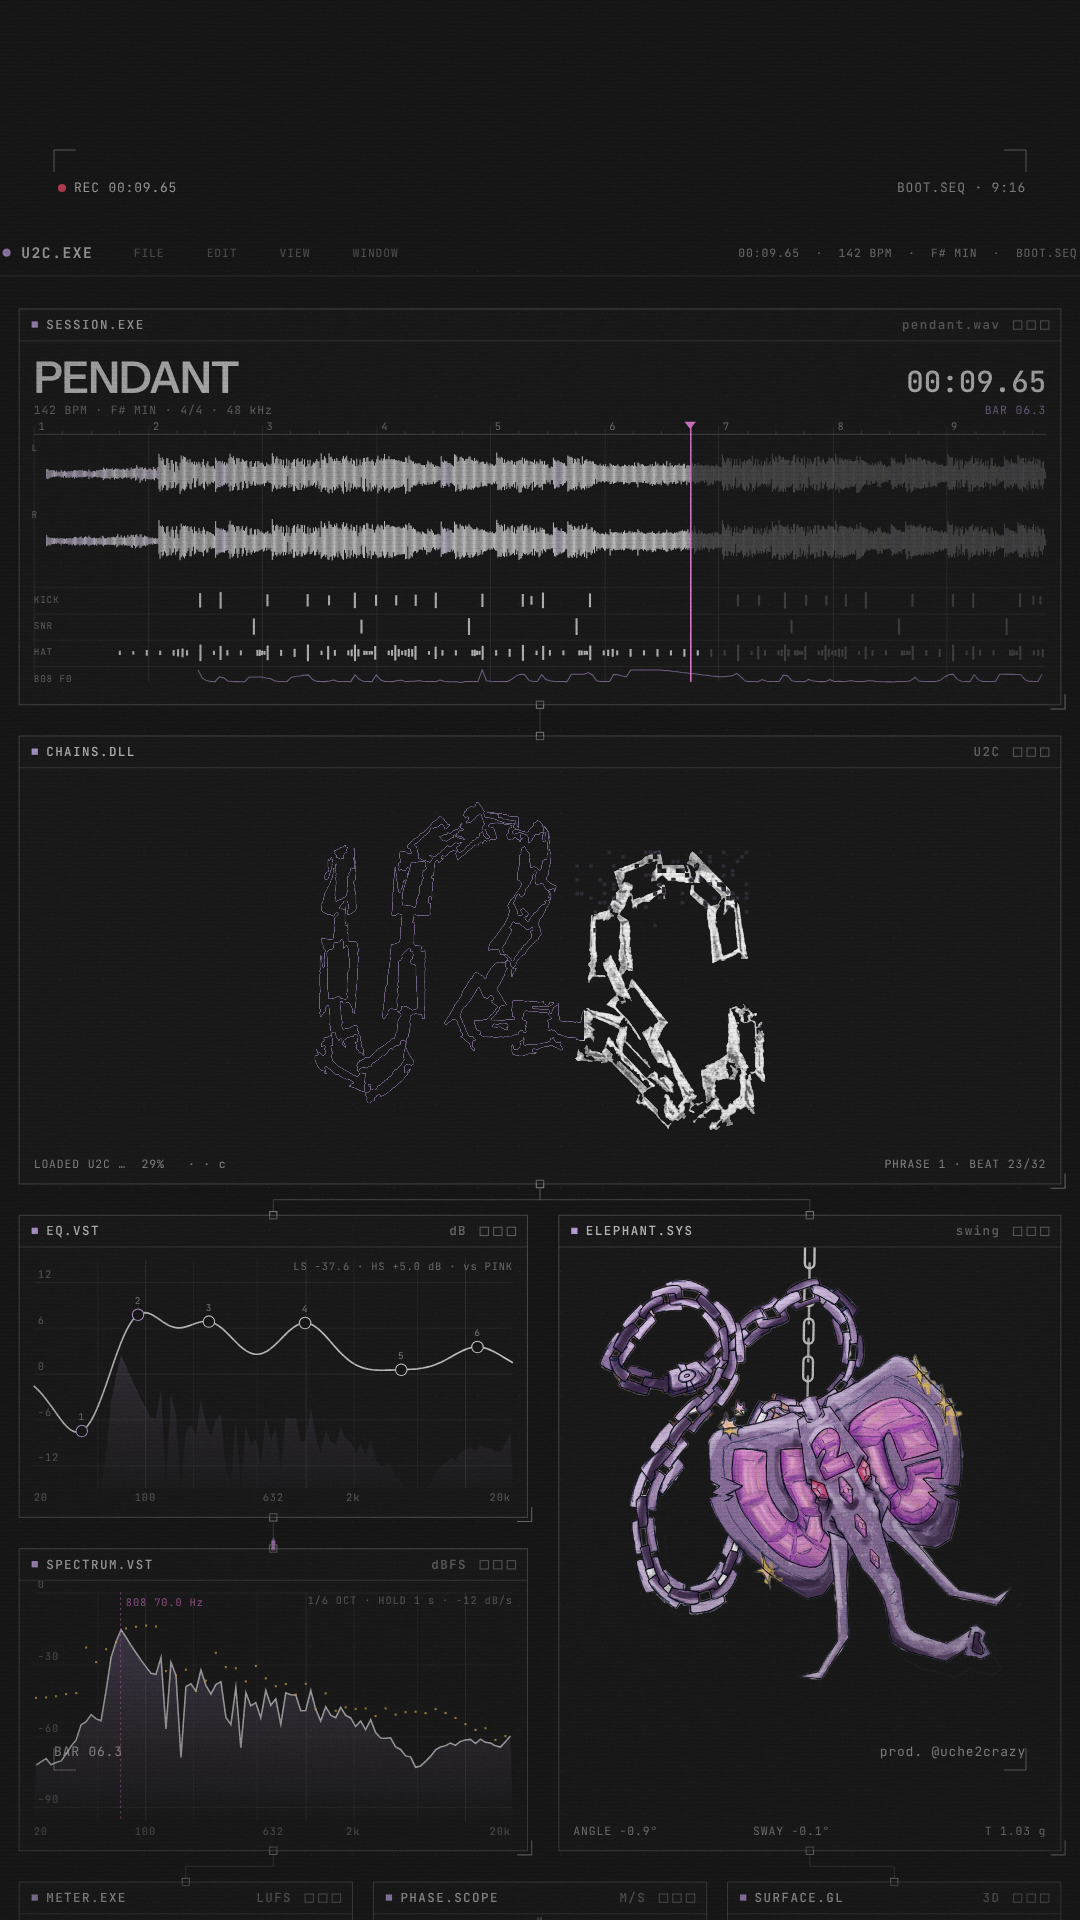 REC 00:09.65 BOOT.SEQ · 9:16
U2C.EXE FILE EDIT VIEW WINDOW 00:09.65 · 142 BPM · F# MIN · BOOT.SEQ
SESSION.EXE pendant.wav
PENDANT 00:09.65
142 BPM · F# MIN · 4/4 · 48 kHz BAR 06.3
1 2 3 4 5 6 7 8 9
L
R
KICK
SNR
HAT
808 F0
CHAINS.DLL U2C
U2C
LOADED U2C … 29% · · c PHRASE 1 · BEAT 23/32
EQ.VST dB
LS -37.6 · HS +5.0 dB · vs PINK
12
6
0
-6
-12
1 2 3 4 5 6
20 100 632 2k 20k
ELEPHANT.SYS swing
U2C
prod. @uche2crazy
ANGLE -0.9° SWAY -0.1° T 1.03 g
SPECTRUM.VST dBFS
0
808 70.0 Hz 1/6 OCT · HOLD 1 s · -12 dB/s
-30
-60
BAR 06.3
-90
20 100 632 2k 20k
METER.EXE LUFS
PHASE.SCOPE M/S
SURFACE.GL 3D